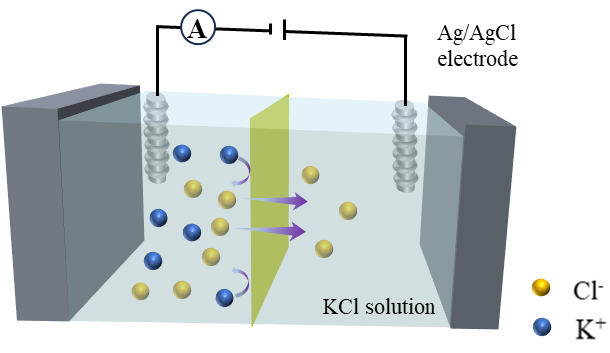 A
Ag/AgCl
electrode
KCl solution
Cl⁻
K⁺